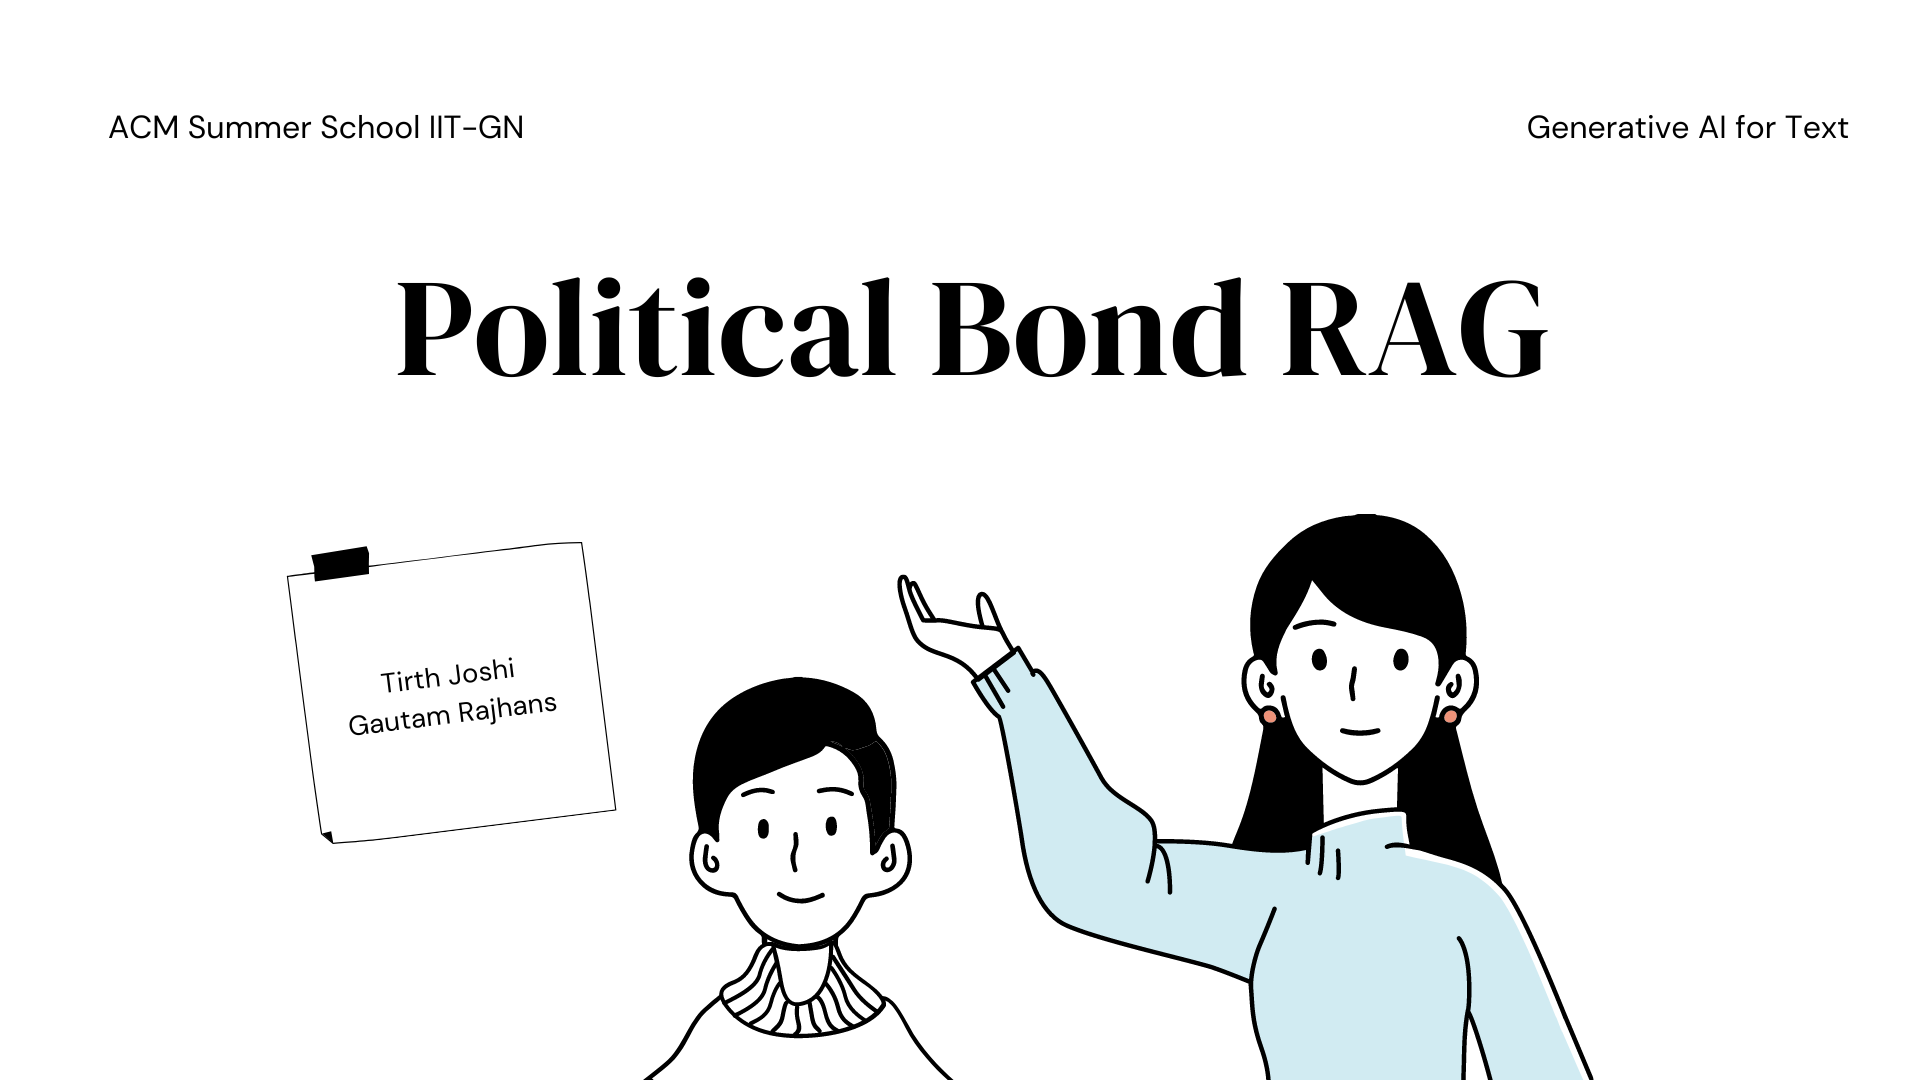 ACM Summer School IIT-GN
Generative AI for Text
Political Bond RAG
Tirth Joshi
Gautam Rajhans